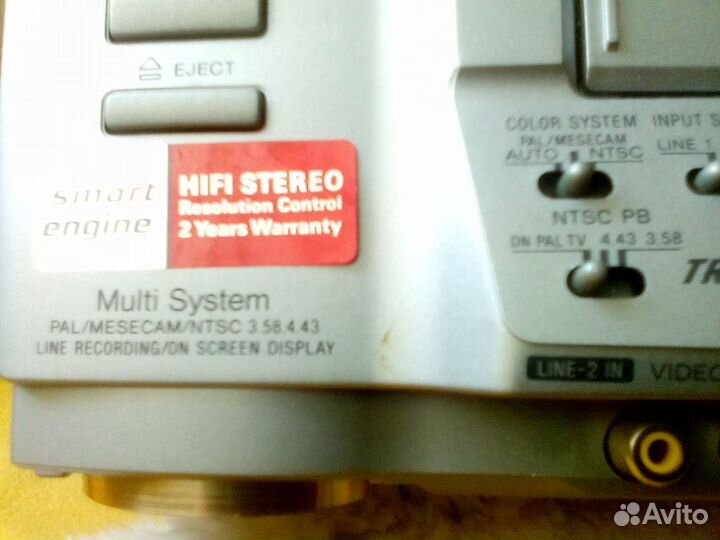 EJECT
smart
engine
HIFI STEREO
Resolution Control
2 Years Warranty
Multi System
PAL/MESECAM/NTSC 3.58,4.43
LINE RECORDING/ON SCREEN DISPLAY
COLOR SYSTEM INPUT S
PAL/MESECAM
AUTO NTSC LINE 1
NTSC PB
ON PAL TV 4.43 3.58
TR
LINE-2 IN VIDEO
Avito